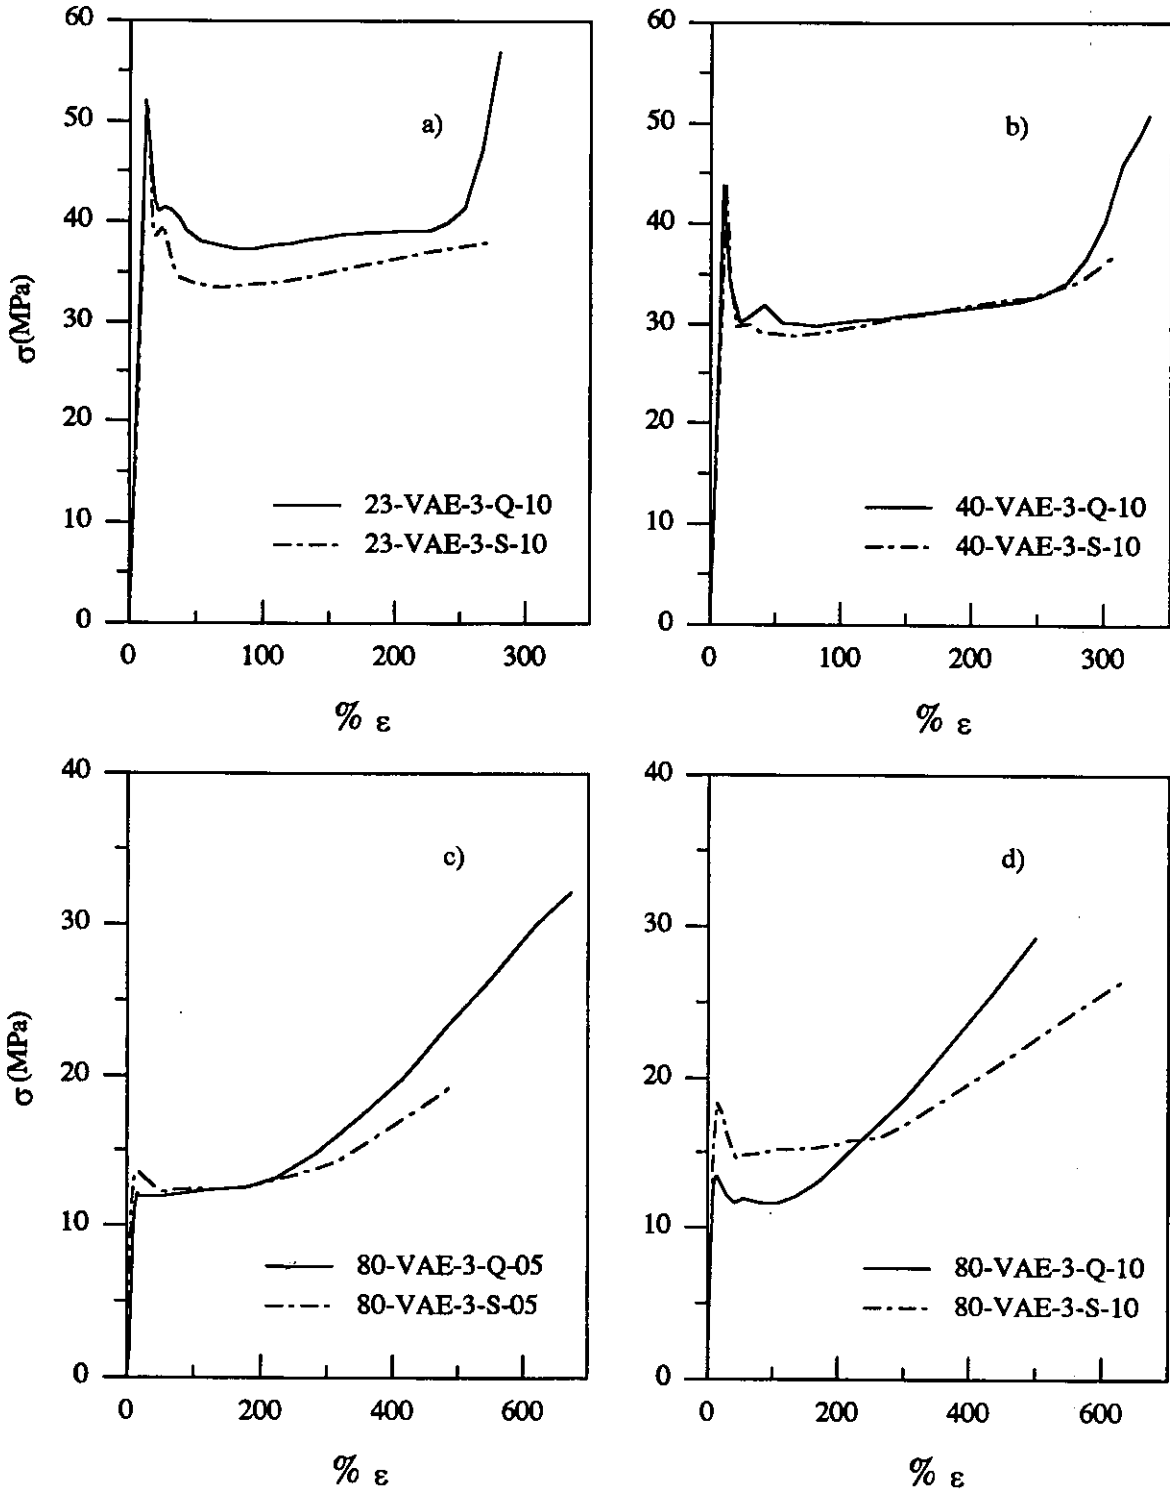 60
50
40
30
20
10
0
σ(MPa)
a)
23-VAE-3-Q-10
23-VAE-3-S-10
0 100 200 300
% ε
60
50
40
30
20
10
0
b)
40-VAE-3-Q-10
40-VAE-3-S-10
0 100 200 300
% ε
40
30
20
10
0
σ (MPa)
c)
80-VAE-3-Q-05
80-VAE-3-S-05
0 200 400 600
% ε
40
30
20
10
0
d)
80-VAE-3-Q-10
80-VAE-3-S-10
0 200 400 600
% ε